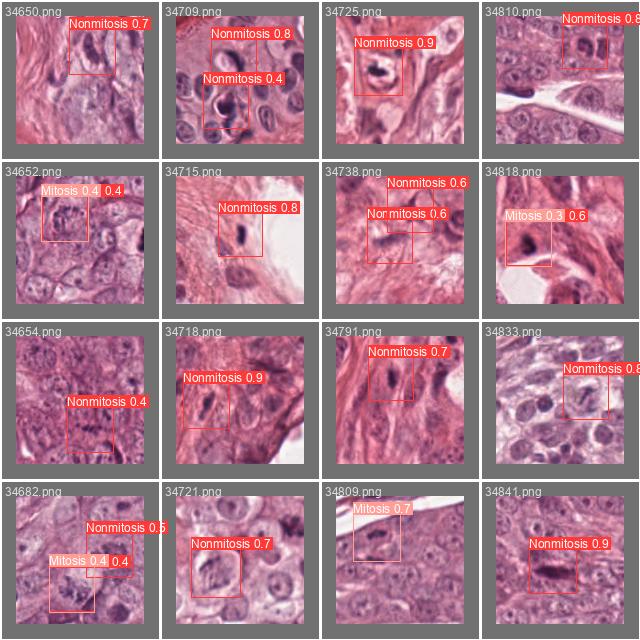 34650.png
Nonmitosis 0.7
34709.png
Nonmitosis 0.8
Nonmitosis 0.4
34725.png
Nonmitosis 0.9
34810.png
Nonmitosis 0.8
34652.png
Mitosis 0.4 0.4
34715.png
Nonmitosis 0.8
34738.png
Nonmitosis 0.6
Nonmitosis 0.6
34818.png
Mitosis 0.3 0.6
34654.png
Nonmitosis 0.4
34718.png
Nonmitosis 0.9
34791.png
Nonmitosis 0.7
34833.png
Nonmitosis 0.8
34682.png
Nonmitosis 0.5
Mitosis 0.4 0.4
34721.png
Nonmitosis 0.7
34809.png
Mitosis 0.7
34841.png
Nonmitosis 0.9